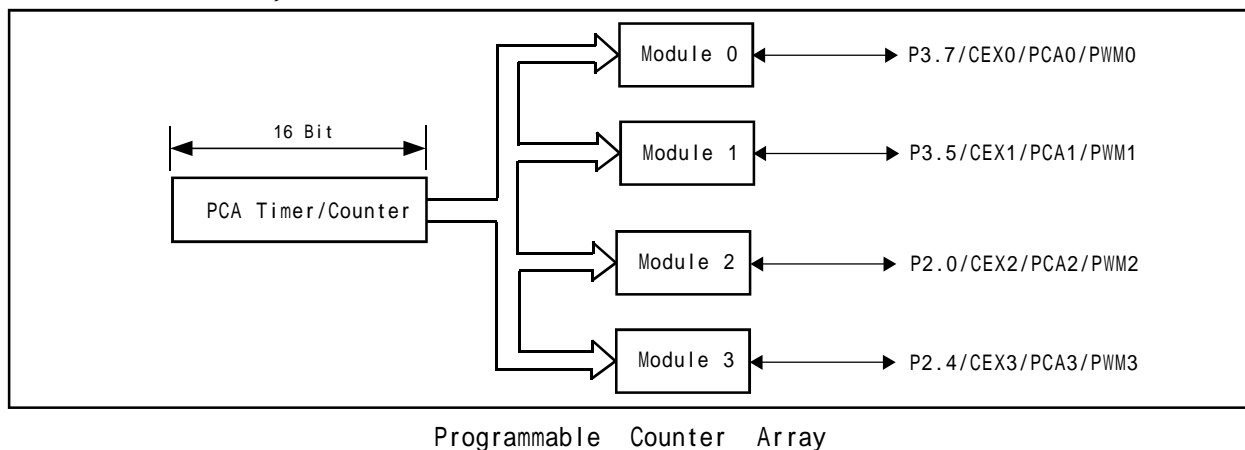 Module 0
P3.7/CEX0/PCA0/PWM0
16 Bit
Module 1
P3.5/CEX1/PCA1/PWM1
PCA Timer/Counter
Module 2
P2.0/CEX2/PCA2/PWM2
Module 3
P2.4/CEX3/PCA3/PWM3
Programmable Counter Array